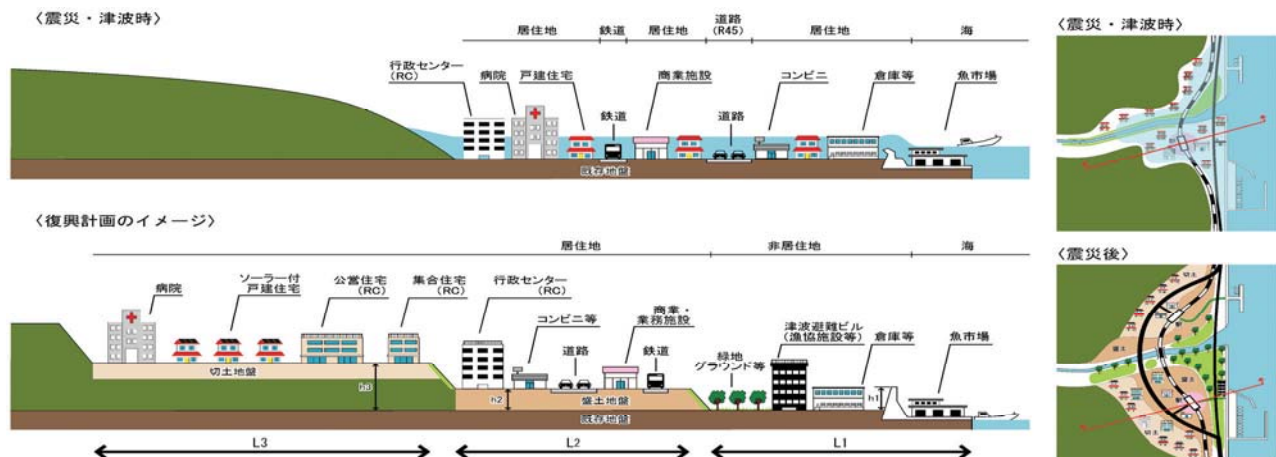 〈震災・津波時〉
居住地
鉄道
居住地
道路
(R45)
居住地
海
行政センター
(RC)
病院
戸建住宅
鉄道
商業施設
道路
コンビニ
倉庫等
魚市場
既存地盤
〈震災・津波時〉
〈復興計画のイメージ〉
居住地
非居住地
海
病院
ソーラー付
戸建住宅
公営住宅
(RC)
集合住宅
(RC)
行政センター
(RC)
コンビニ等
道路
商業・
業務施設
鉄道
緑地
グラウンド等
津波避難ビル
(漁協施設等)
倉庫等
魚市場
切土地盤
h3
h2
盛土地盤
h1
既存地盤
L3
L2
L1
〈震災後〉
切土
盛土
盛土
切土